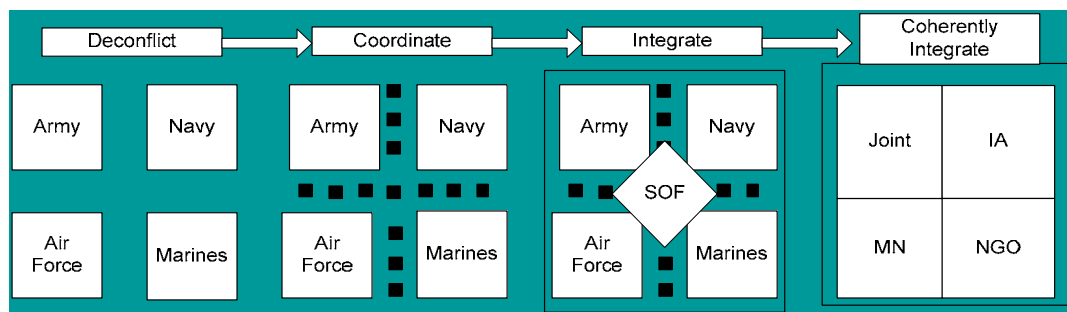 Deconflict
Coordinate
Integrate
Coherently
Integrate
Army
Navy
Air
Force
Marines
Army
Navy
Air
Force
Marines
Army
Navy
SOF
Air
Force
Marines
Joint
IA
MN
NGO